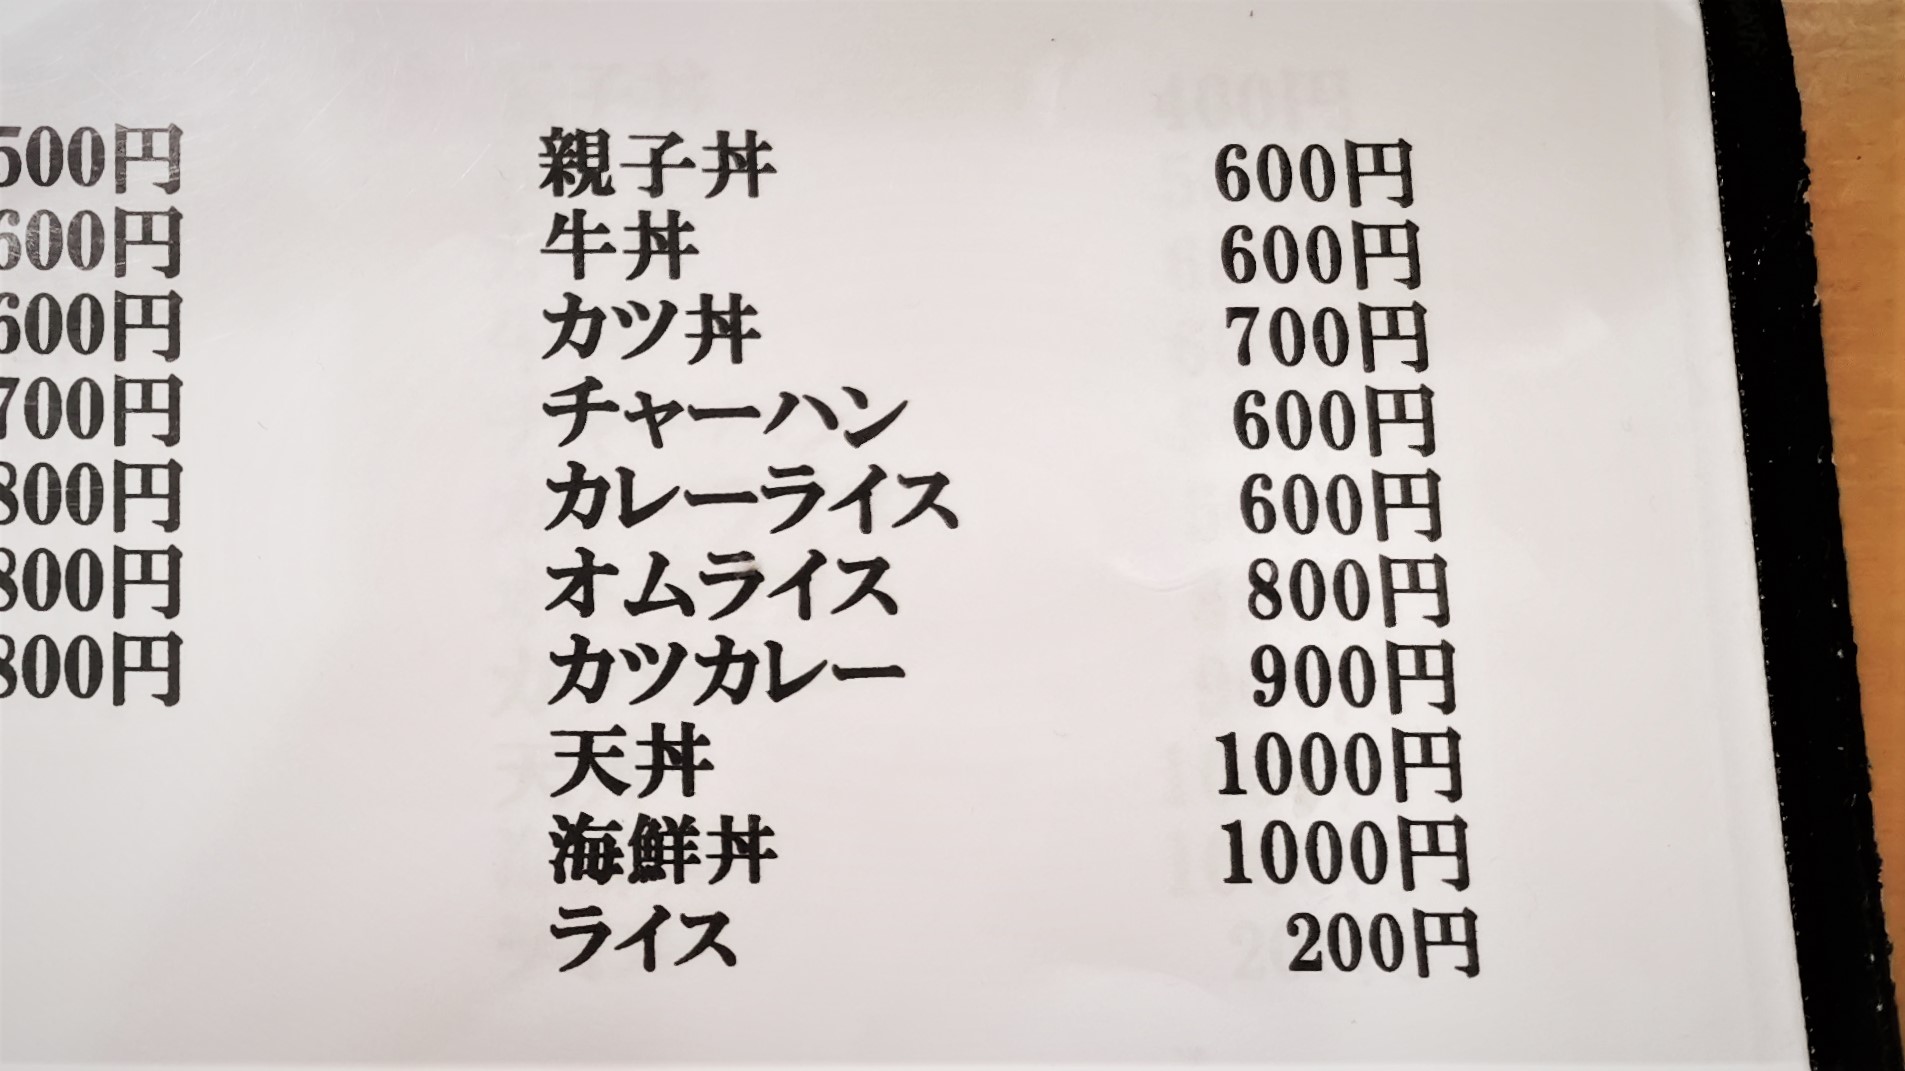 500円
600円
600円
700円
800円
800円
800円
親子丼 600円
牛丼 600円
カツ丼 700円
チャーハン 600円
カレーライス 600円
オムライス 800円
カツカレー 900円
天丼 1000円
海鮮丼 1000円
ライス 200円